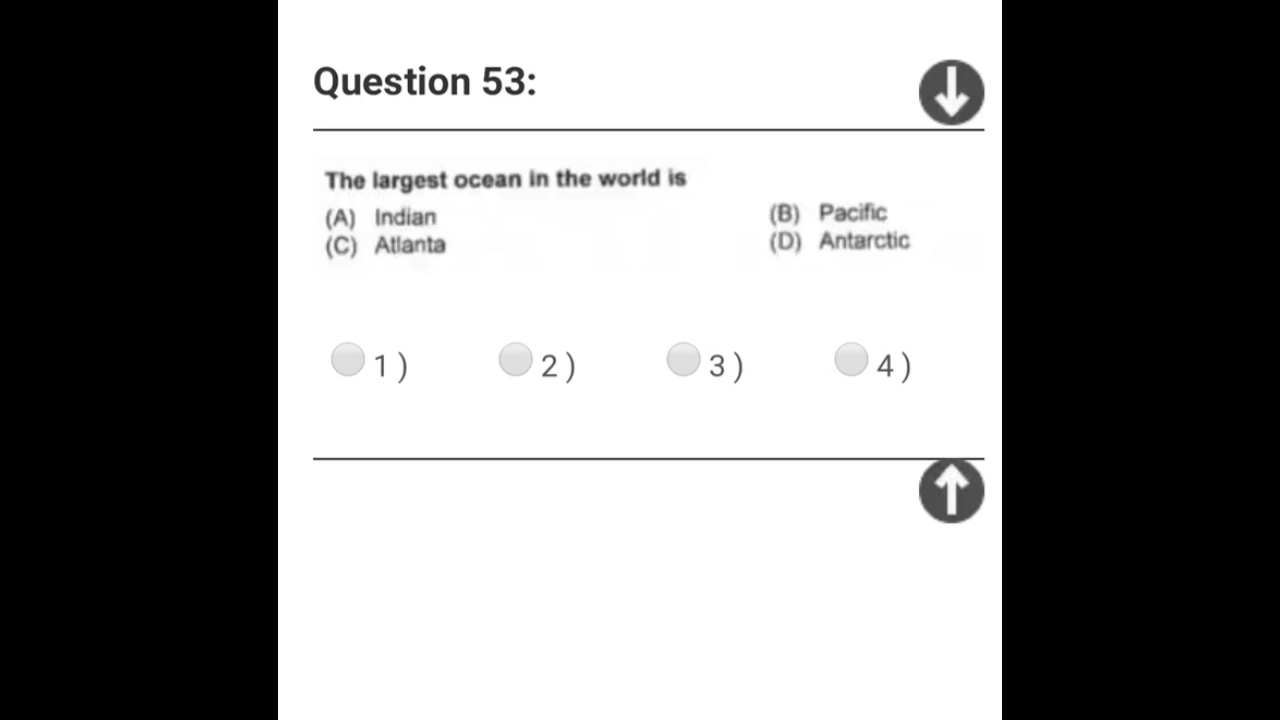 Question 53:
The largest ocean in the world is
(A) Indian (B) Pacific
(C) Atlanta (D) Antarctic
1 ) 2 ) 3 ) 4 )